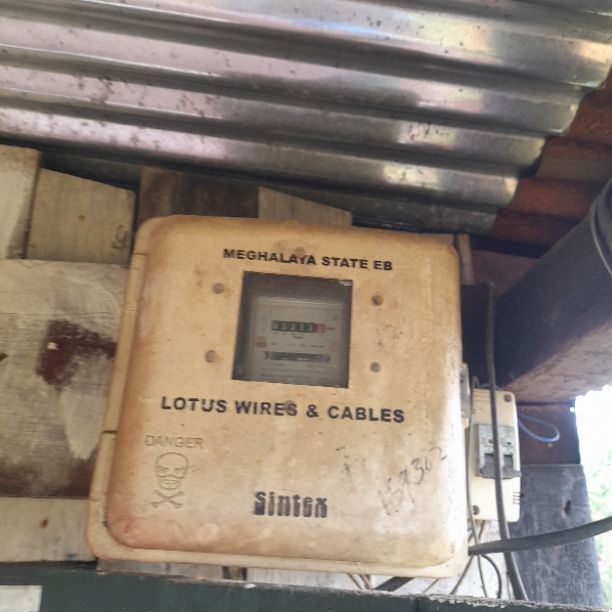 MEGHALAYA STATE EB
LOTUS WIRES & CABLES
DANGER
Sintex